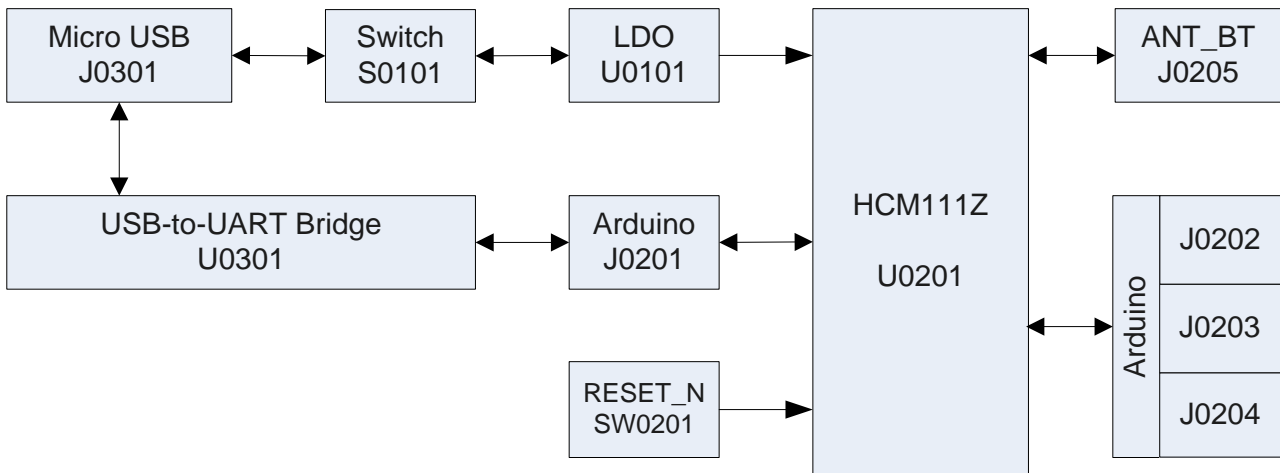 Micro USB
J0301
Switch
S0101
LDO
U0101
ANT_BT
J0205
USB-to-UART Bridge
U0301
Arduino
J0201
HCM111Z
U0201
RESET_N
SW0201
Arduino
J0202
J0203
J0204